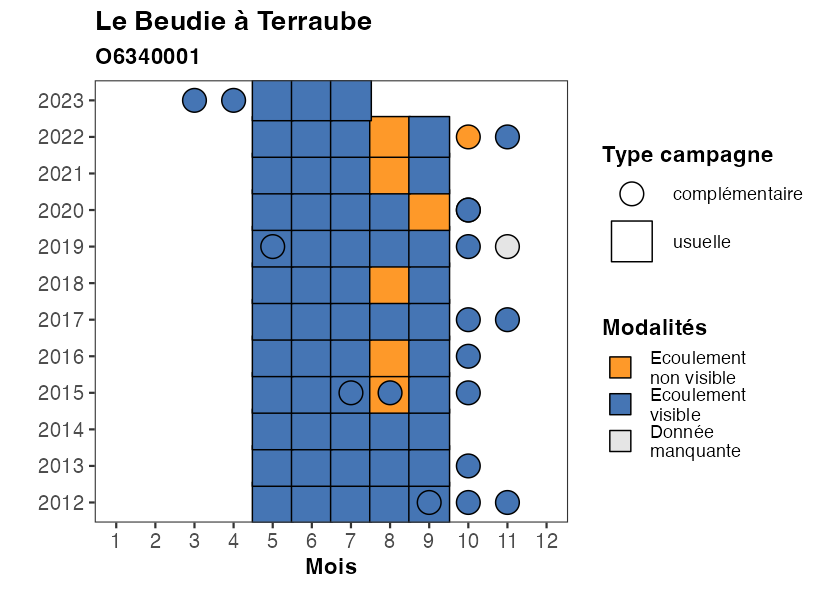 Le Beudie à Terraube
O6340001
2023
2022
2021
2020
2019
2018
2017
2016
2015
2014
2013
2012
1 2 3 4 5 6 7 8 9 10 11 12
Mois
Type campagne
complémentaire
usuelle
Modalités
Ecoulement
non visible
Ecoulement
visible
Donnée
manquante